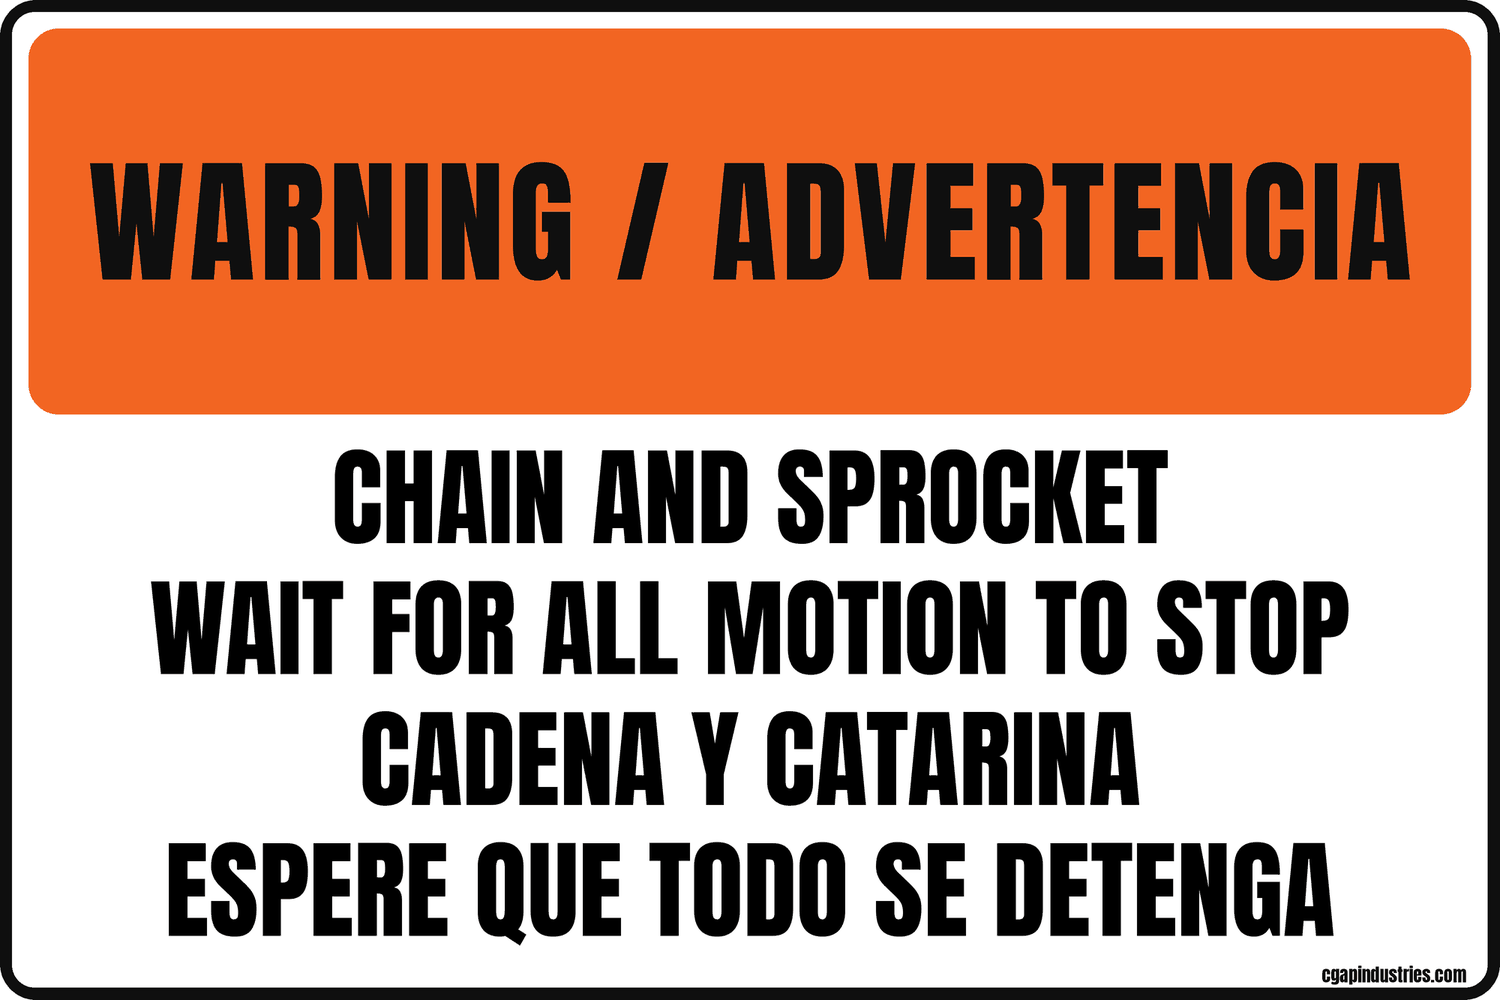 WARNING / ADVERTENCIA
CHAIN AND SPROCKET
WAIT FOR ALL MOTION TO STOP
CADENA Y CATARINA
ESPERE QUE TODO SE DETENGA
cgapindustries.com